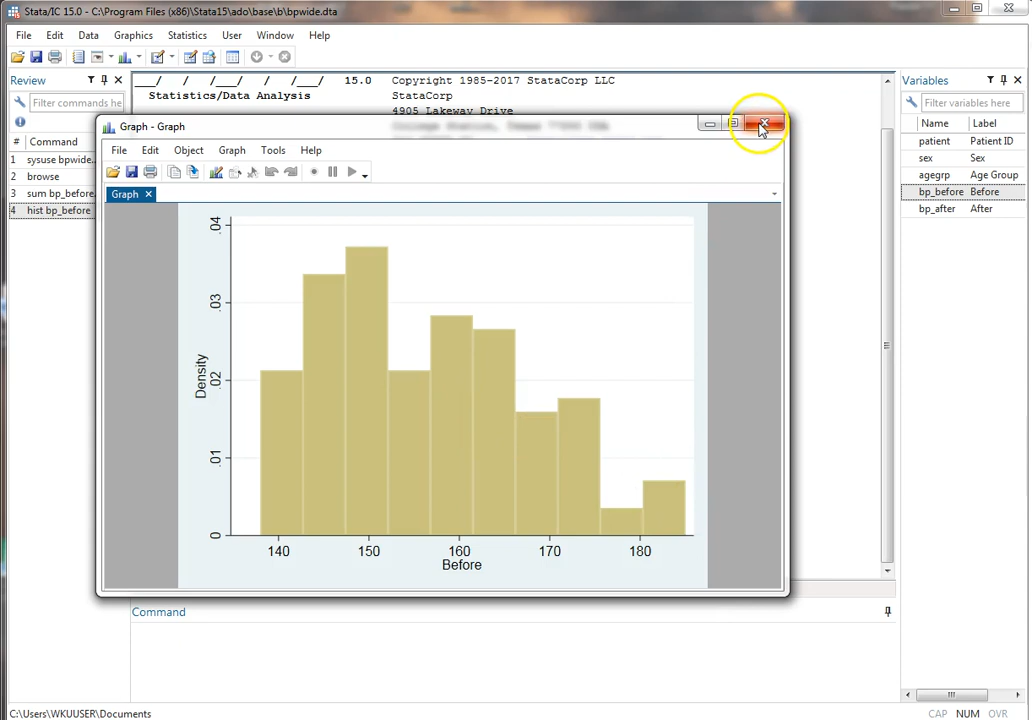 Stata/IC 15.0 - C:\Program Files (x86)\Stata15\ado\base\b\bpwide.dta
File Edit Data Graphics Statistics User Window Help
Review
Filter commands he
# Command
1 sysuse bpwide...
2 browse
3 sum bp_before...
4 hist bp_before
___/ / /___/ / /___/ 15.0 Copyright 1985-2017 StataCorp LLC
Statistics/Data Analysis StataCorp
4905 Lakeway Drive
Graph - Graph
File Edit Object Graph Tools Help
Graph
.04
.03
.02
.01
0
Density
140 150 160 170 180
Before
Variables
Filter variables here
Name Label
patient Patient ID
sex Sex
agegrp Age Group
bp_before Before
bp_after After
Command
C:\Users\WKUUSER\Documents
CAP NUM OVR